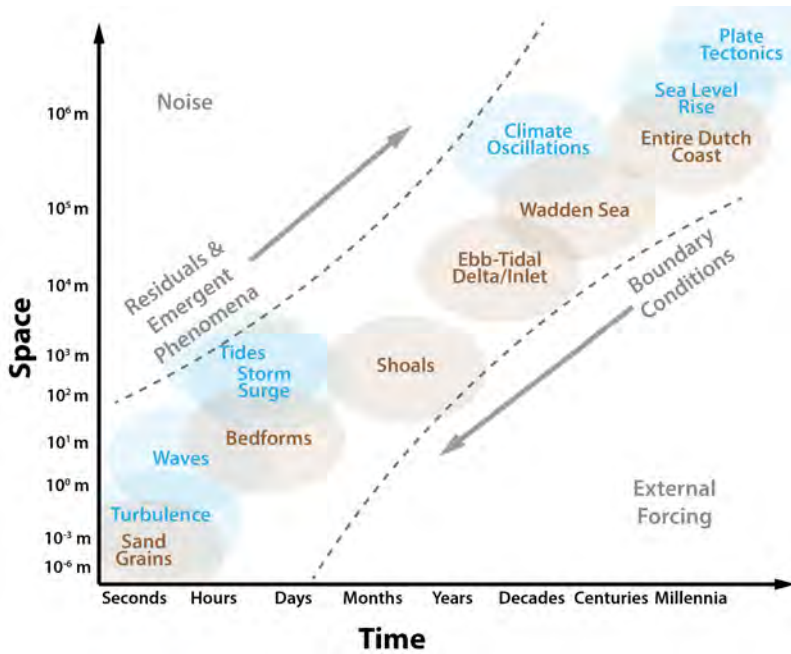 Plate
Tectonics
Noise
Sea Level
Rise
10⁶ m
Climate
Oscillations
Entire Dutch
Coast
10⁵ m
Wadden Sea
Residuals &
Emergent
Phenomena
Ebb-Tidal
Delta/Inlet
Boundary
Conditions
10⁴ m
Space
10³ m
Tides
Storm
Surge
Shoals
10² m
10¹ m
Bedforms
Waves
10⁰ m
External
Forcing
Turbulence
10⁻³ m
Sand
Grains
10⁻⁶ m
Seconds Hours Days Months Years Decades Centuries Millennia
Time